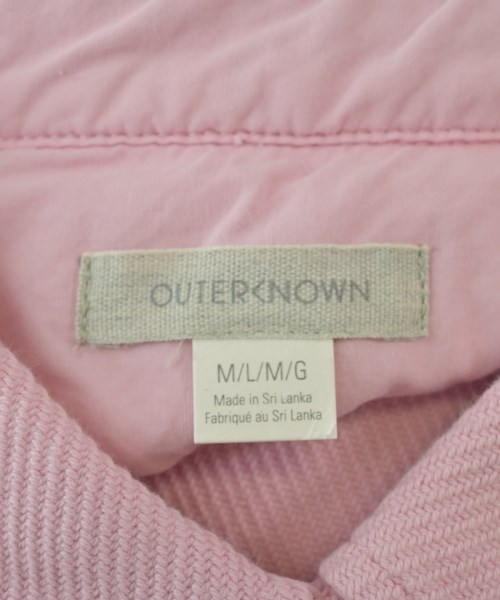 OUTERKNOWN
M/L/M/G
Made in Sri Lanka
Fabriqué au Sri Lanka